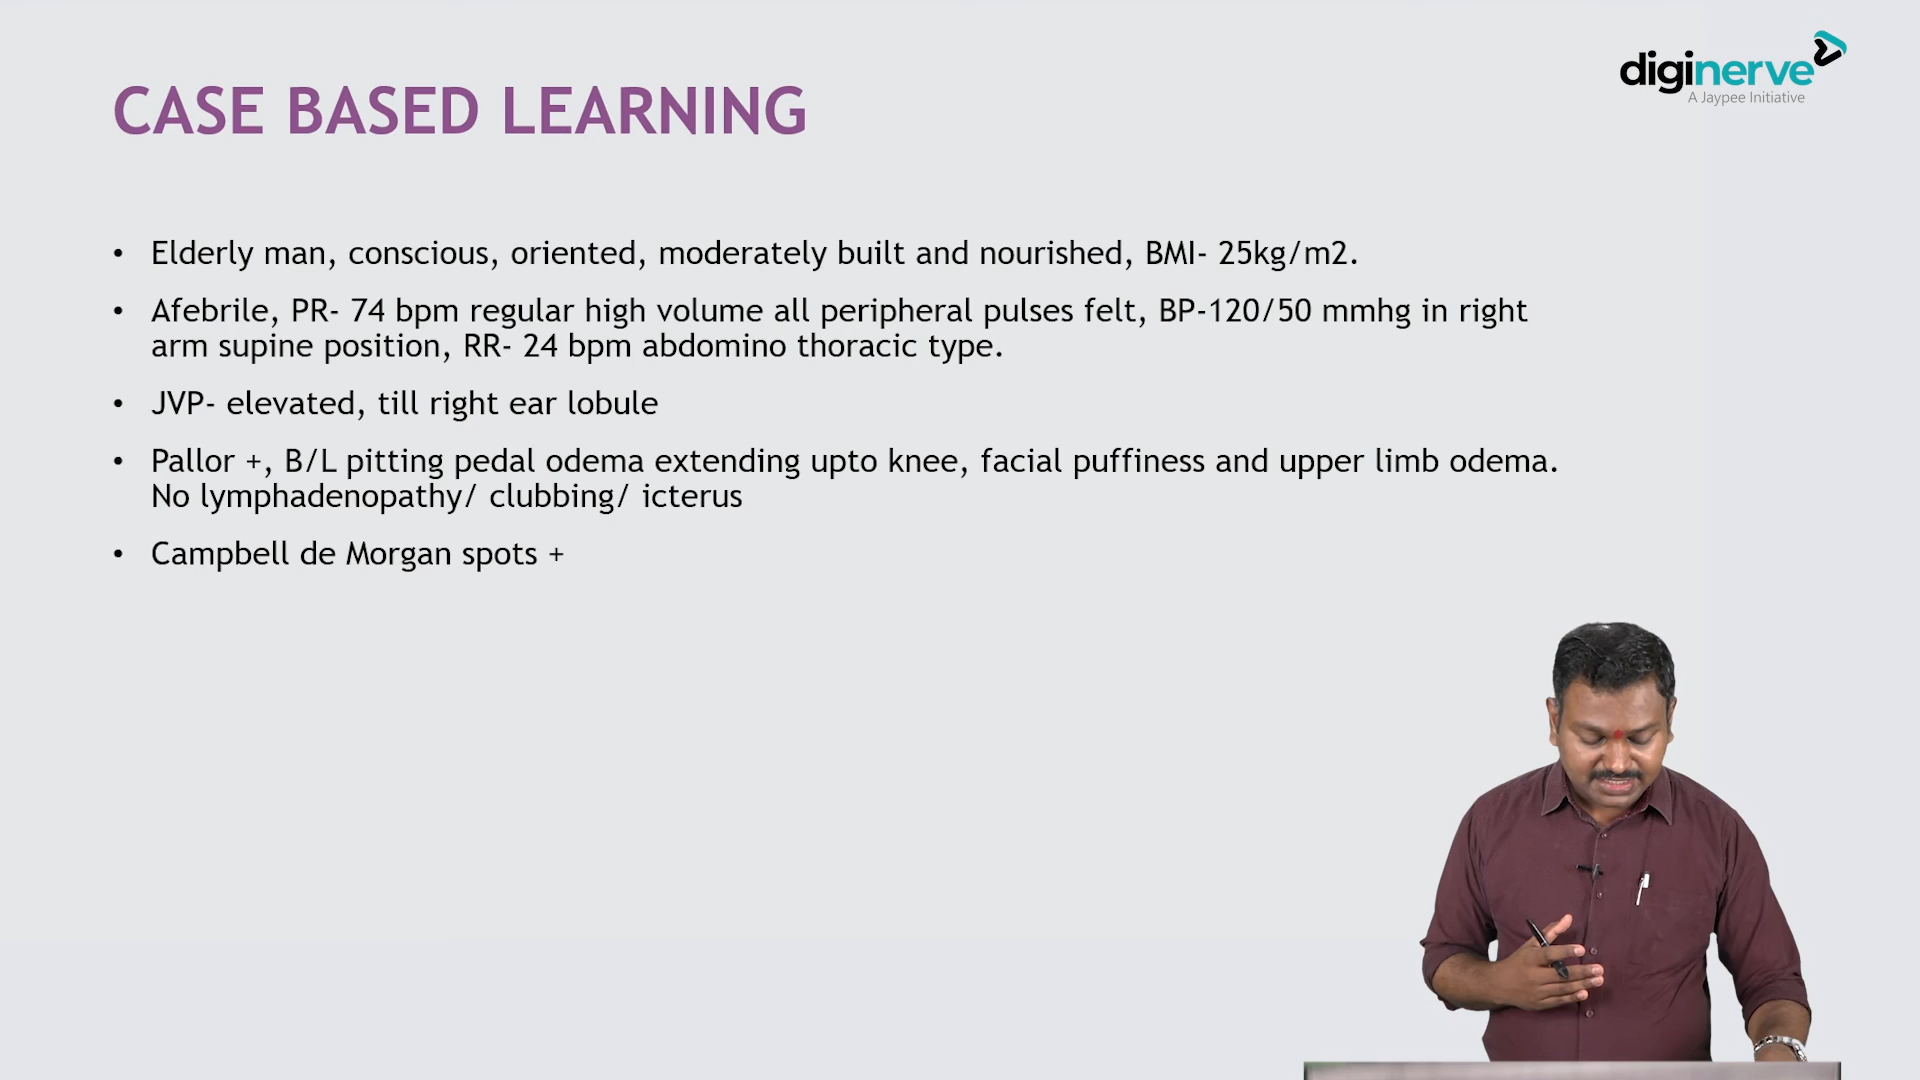 diginerve
A Jaypee Initiative
CASE BASED LEARNING
• Elderly man, conscious, oriented, moderately built and nourished, BMI- 25kg/m2.
• Afebrile, PR- 74 bpm regular high volume all peripheral pulses felt, BP-120/50 mmhg in right
arm supine position, RR- 24 bpm abdomino thoracic type.
• JVP- elevated, till right ear lobule
• Pallor +, B/L pitting pedal odema extending upto knee, facial puffiness and upper limb odema.
No lymphadenopathy/ clubbing/ icterus
• Campbell de Morgan spots +